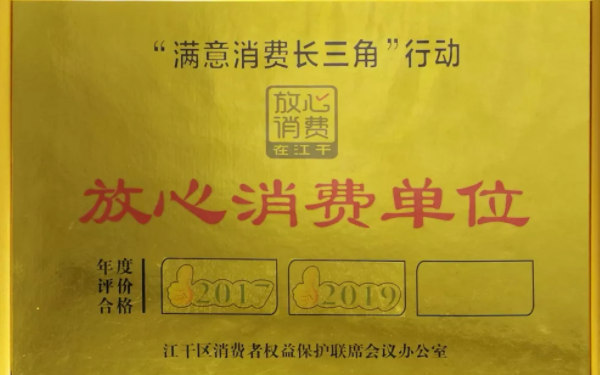 “满意消费长三角”行动
放心
消费
在江干
放心消费单位
年度
评价
合格
2017
2019
江干区消费者权益保护联席会议办公室